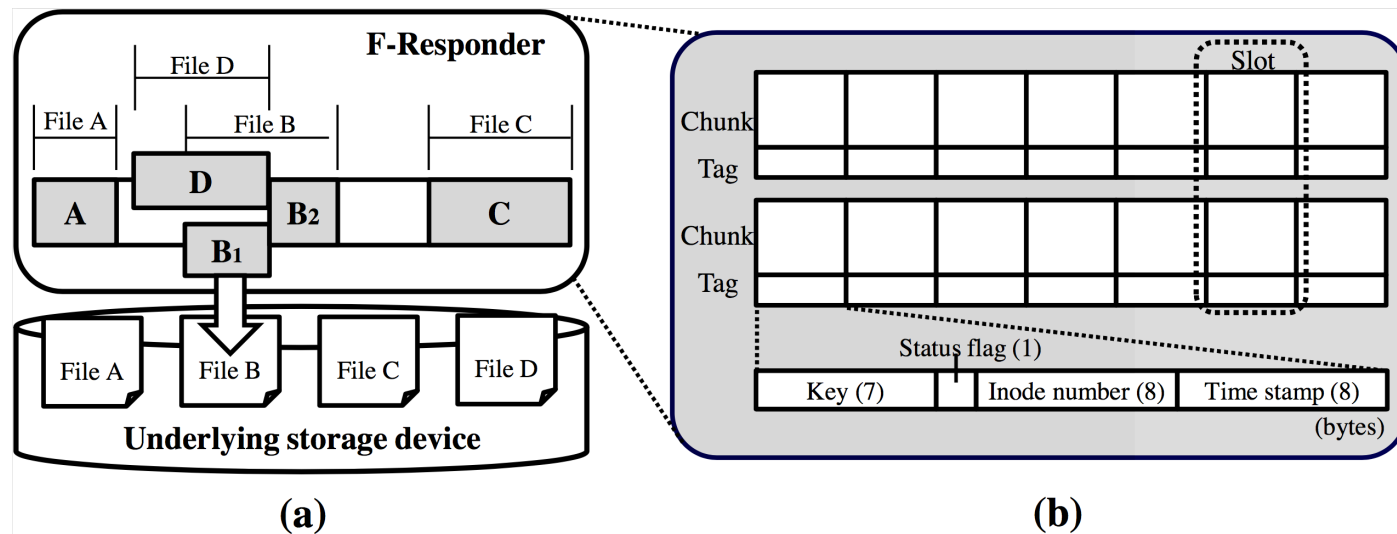 F-Responder
File D
File A
File B
File C
D
A
B2
C
B1
File A
File B
File C
File D
Underlying storage device
(a)
Slot
Chunk
Tag
Chunk
Tag
Status flag (1)
Key (7)
Inode number (8)
Time stamp (8)
(bytes)
(b)